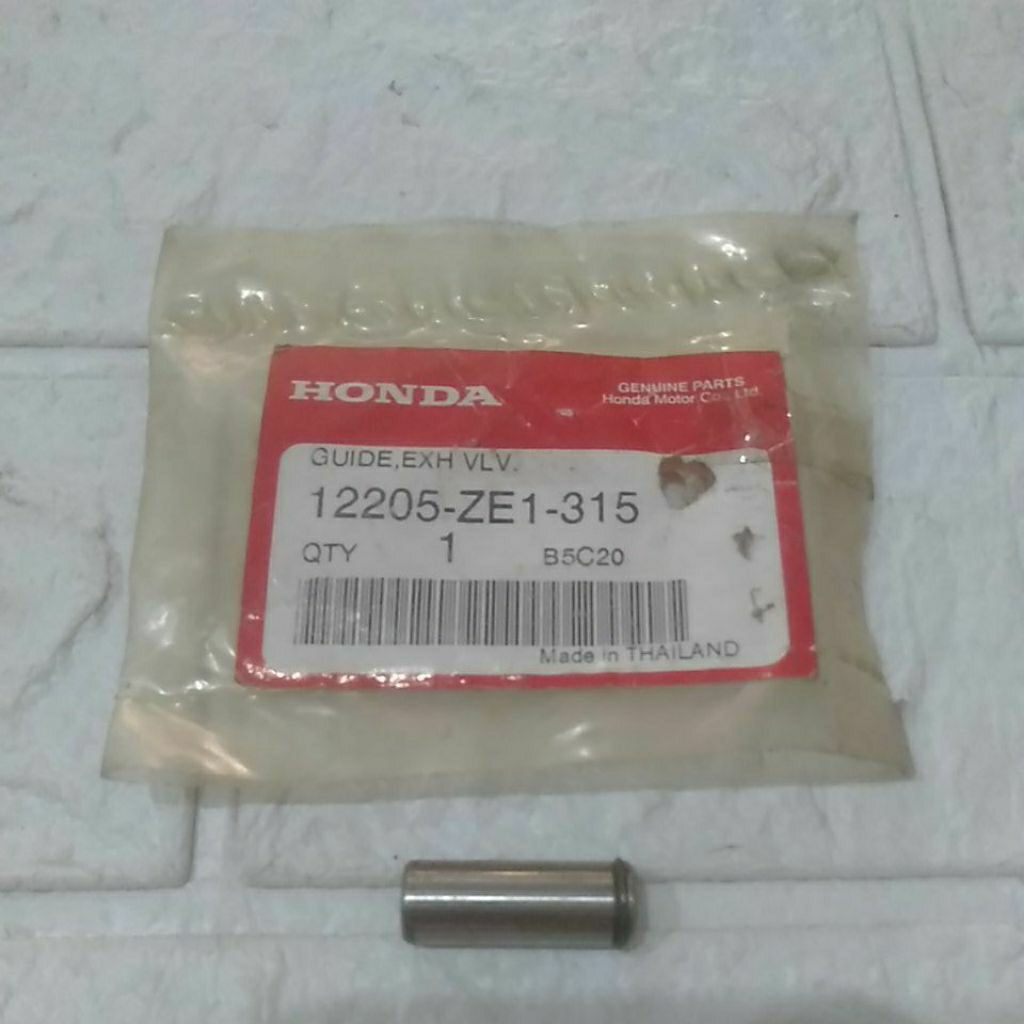 HONDA
GENUINE PARTS
Honda Motor Co., Ltd.
GUIDE,EXH VLV.
12205-ZE1-315
QTY 1 B5C20
Made in THAILAND